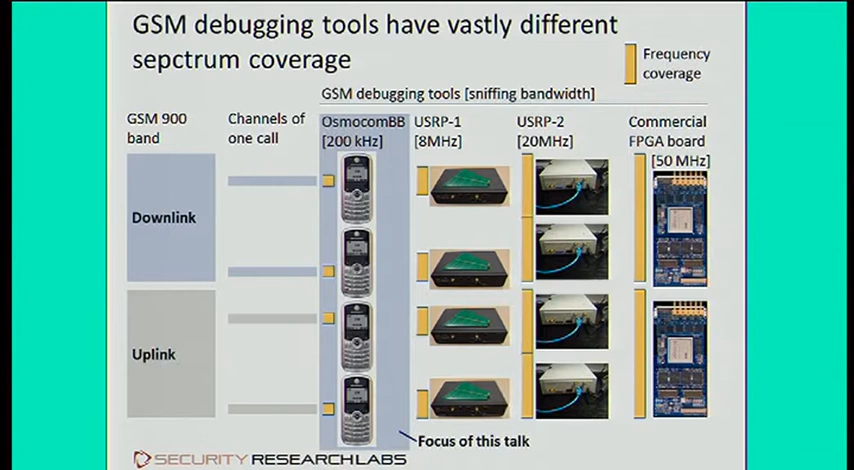 GSM debugging tools have vastly different
sepctrum coverage
Frequency
coverage
GSM debugging tools [sniffing bandwidth]
GSM 900
band
Channels of
one call
OsmocomBB
[200 kHz]
USRP-1
[8MHz]
USRP-2
[20MHz]
Commercial
FPGA board
[50 MHz]
Downlink
Uplink
Focus of this talk
SECURITY RESEARCH LABS